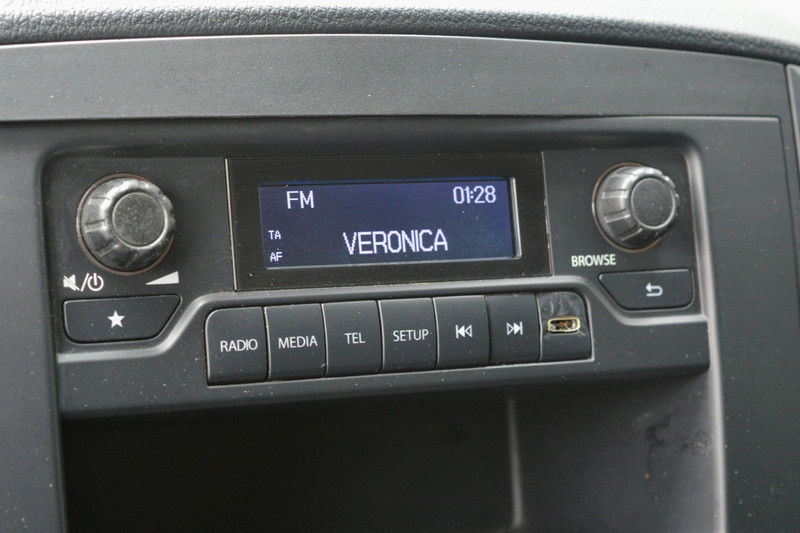 FM 01:28
TA
VERONICA
AF
BROWSE
RADIO MEDIA TEL SETUP